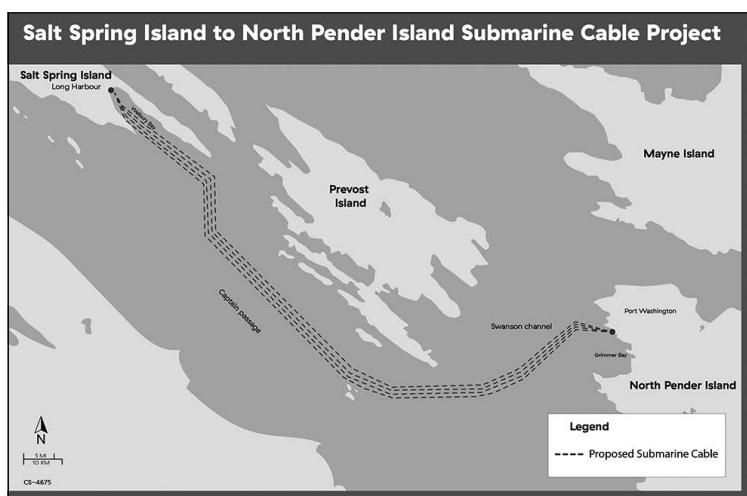 Salt Spring Island to North Pender Island Submarine Cable Project
Salt Spring Island
Long Harbour
Welbury Bay
Mayne Island
Prevost
Island
Captain passage
Swanson channel
Port Washington
Grimmer Bay
North Pender Island
N
5 MI
10 KM
CS-4675
Legend
Proposed Submarine Cable